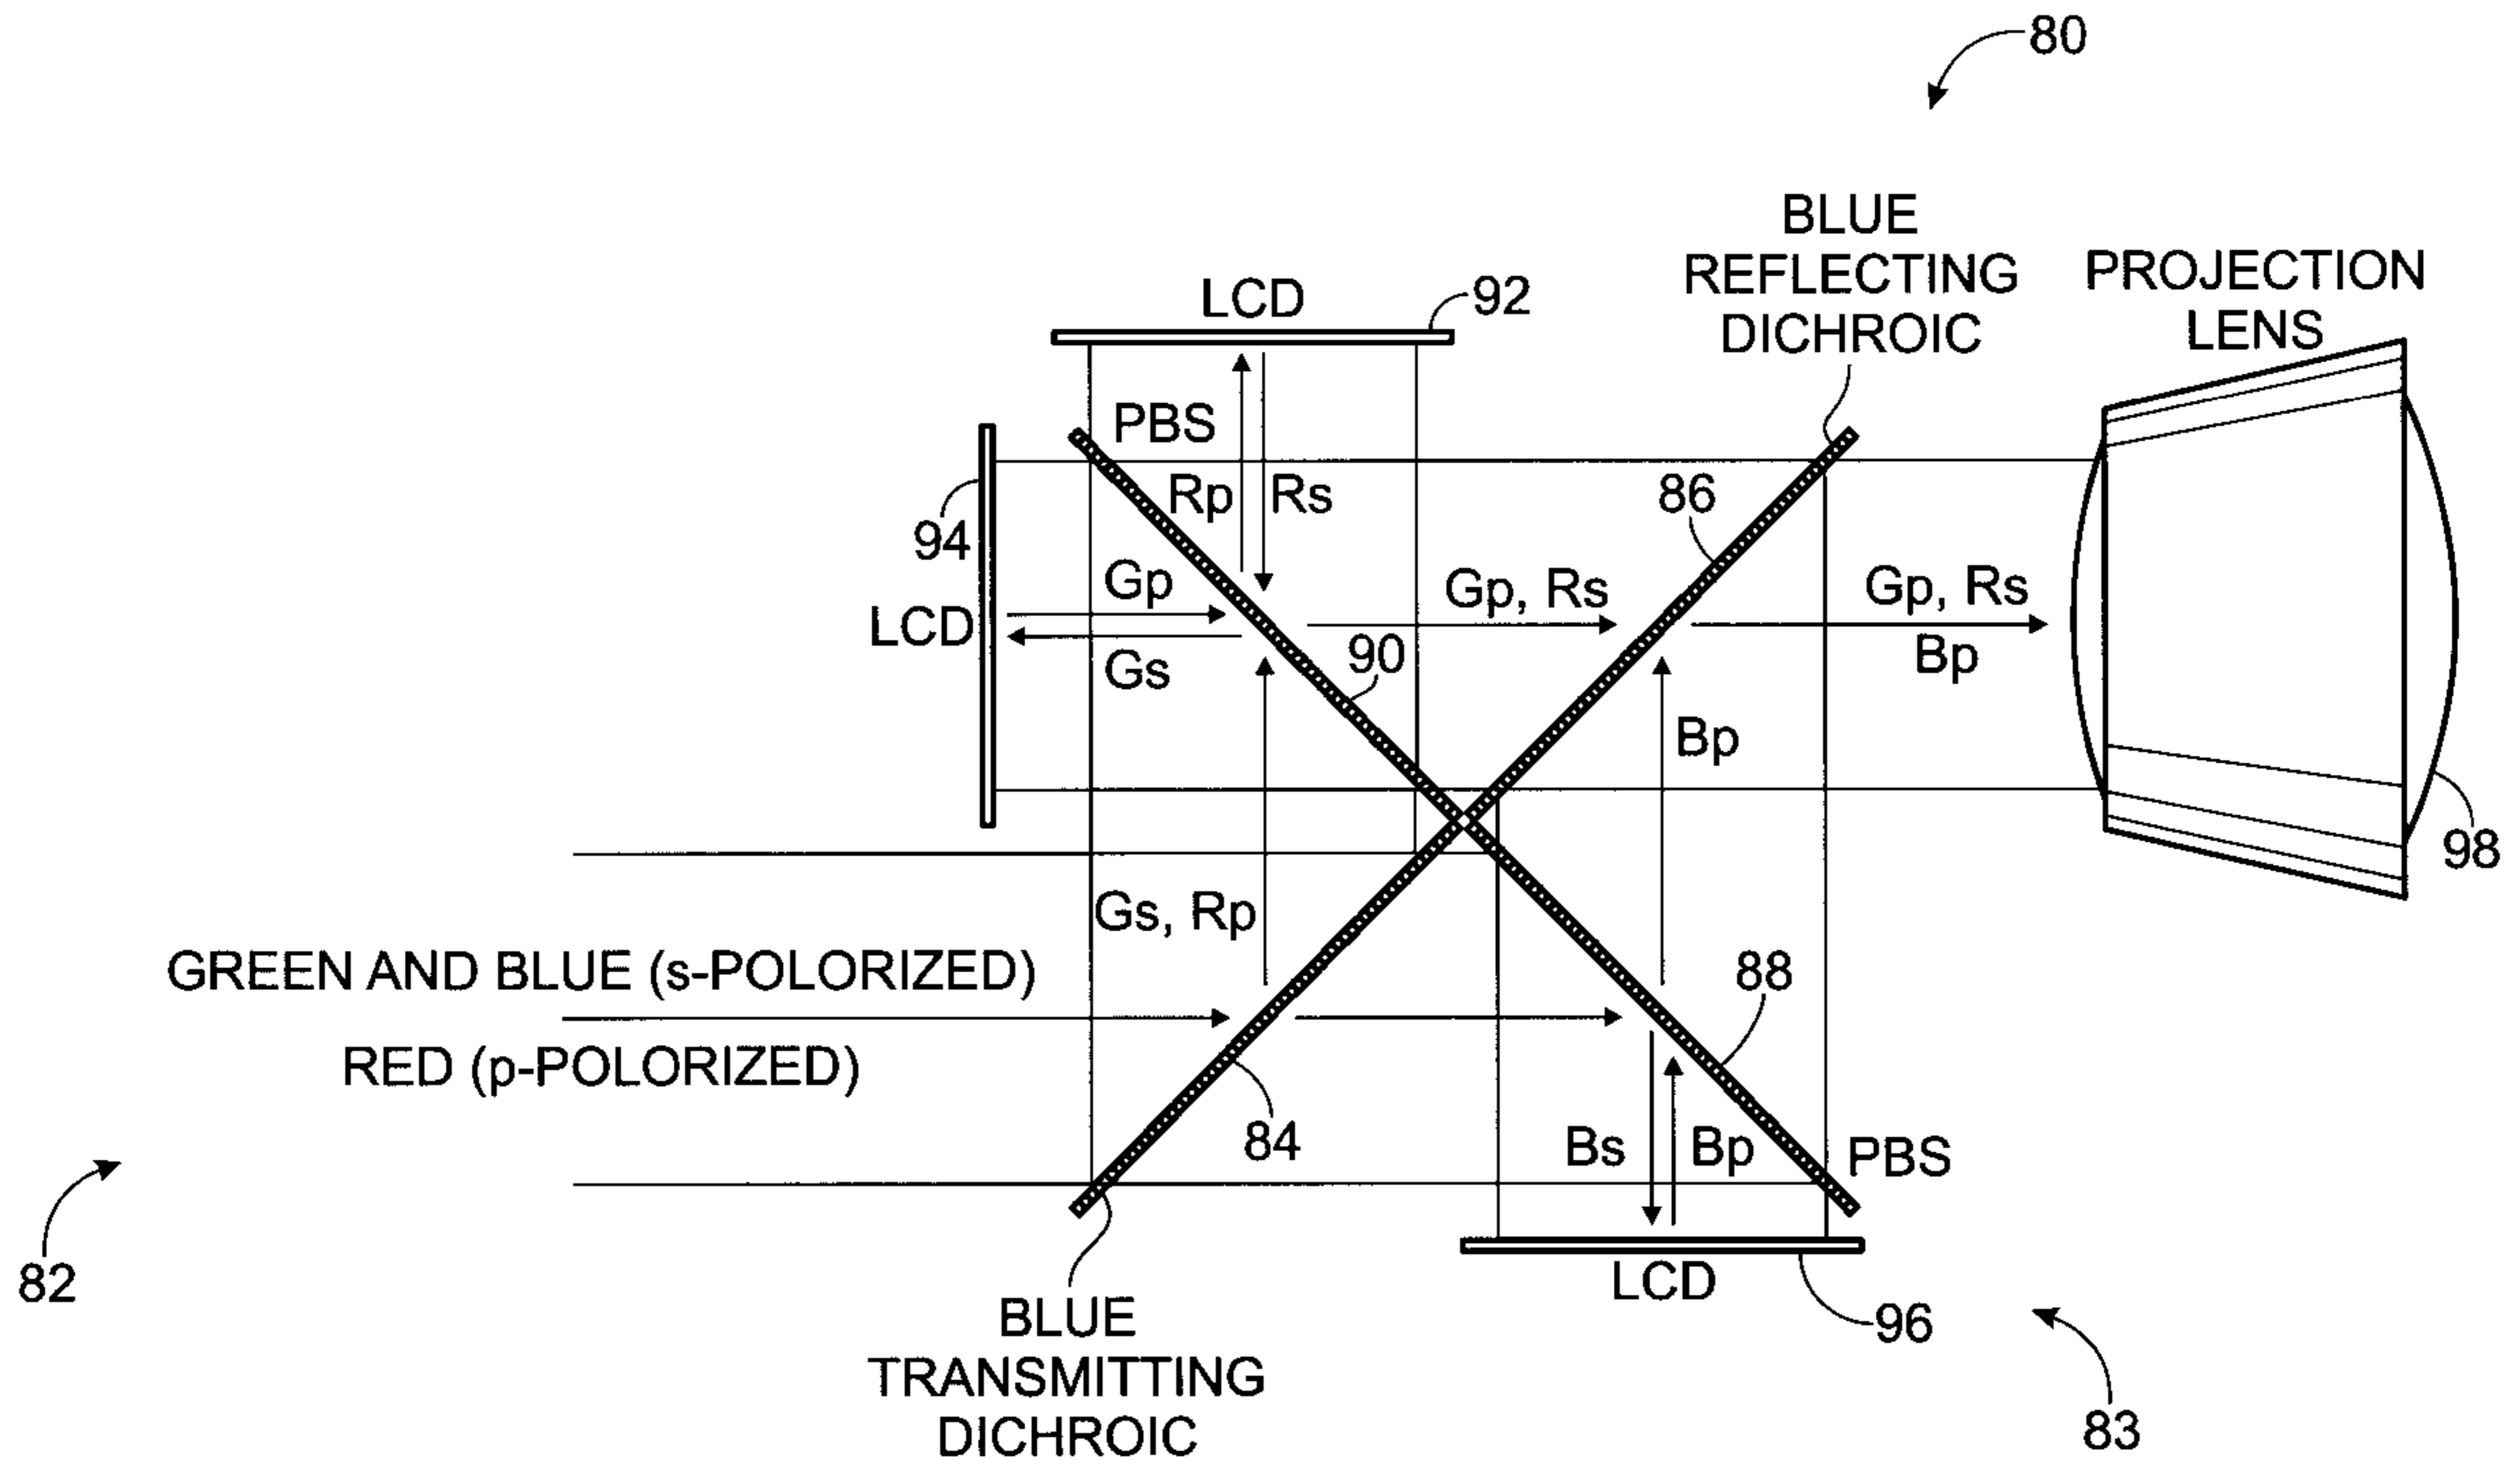 80
BLUE
REFLECTING
DICHROIC
PROJECTION
LENS
LCD
92
PBS
Rp
Rs
86
94
LCD
Gp
Gs
90
Gp, Rs
Gp, Rs
Bp
Bp
98
Gs, Rp
GREEN AND BLUE (s-POLORIZED)
RED (p-POLORIZED)
88
84
Bs
Bp
PBS
82
BLUE
TRANSMITTING
DICHROIC
LCD
96
83